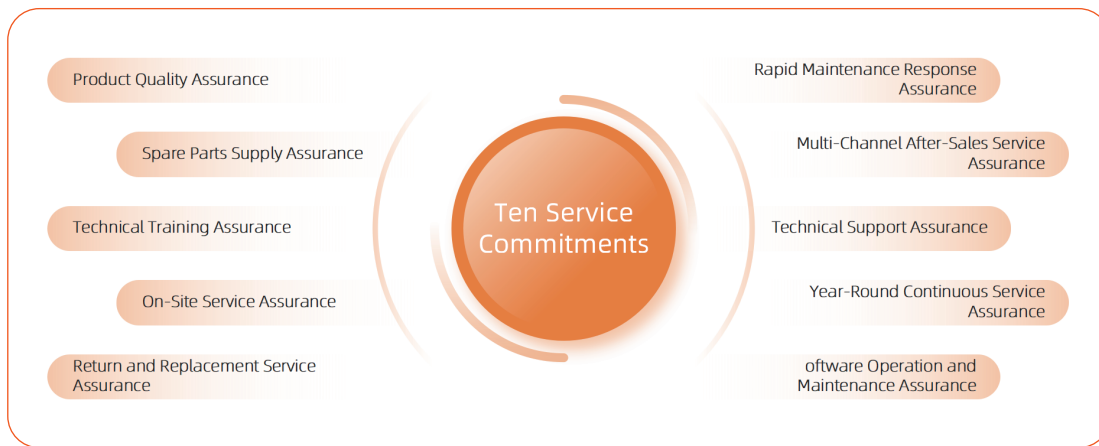 Product Quality Assurance
Spare Parts Supply Assurance
Technical Training Assurance
On-Site Service Assurance
Return and Replacement Service
Assurance
Ten Service
Commitments
Rapid Maintenance Response
Assurance
Multi-Channel After-Sales Service
Assurance
Technical Support Assurance
Year-Round Continuous Service
Assurance
oftware Operation and
Maintenance Assurance